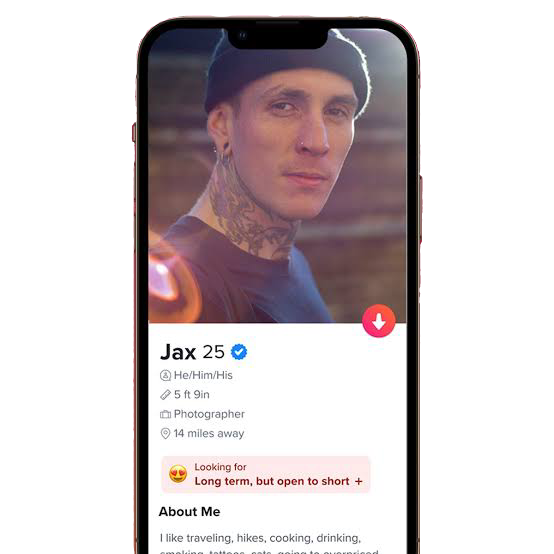 Jax 25
He/Him/His
5 ft 9in
Photographer
14 miles away
Looking for
Long term, but open to short +
About Me
I like traveling, hikes, cooking, drinking,
smoking, tattoos, cats, going to overpriced